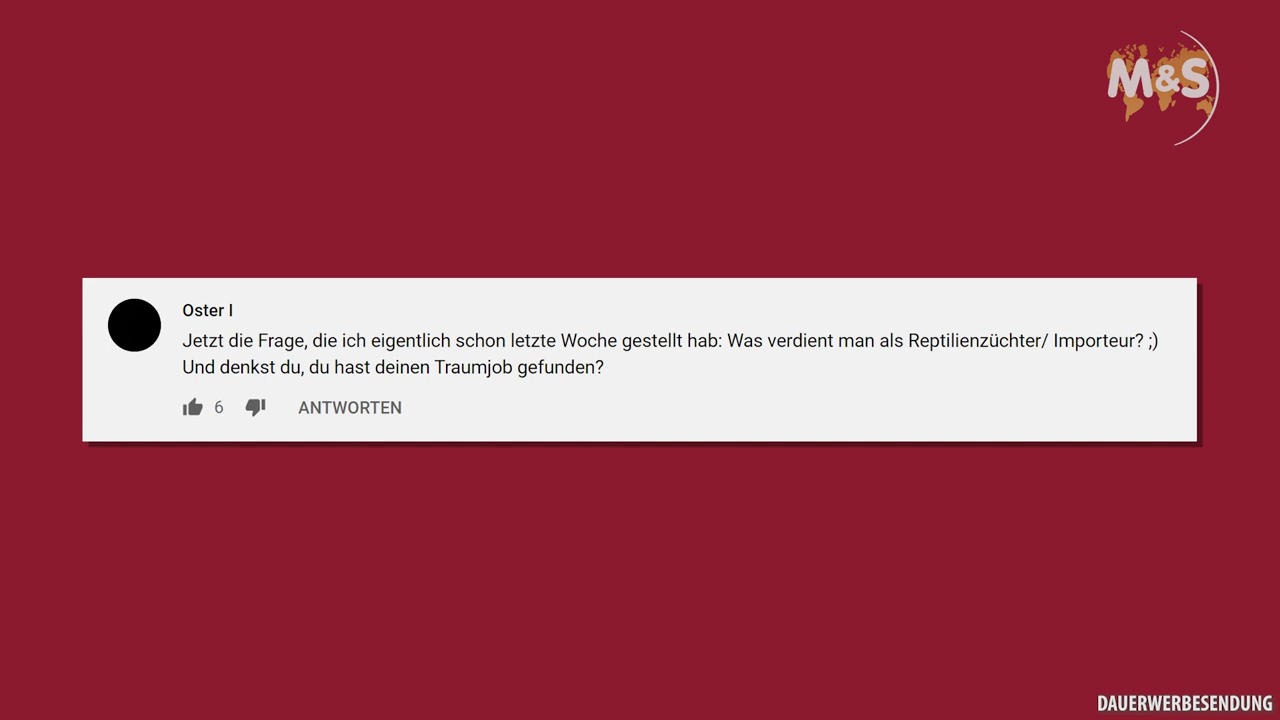 M&S
Oster I
Jetzt die Frage, die ich eigentlich schon letzte Woche gestellt hab: Was verdient man als Reptilienzüchter/ Importeur? ;)
Und denkst du, du hast deinen Traumjob gefunden?
6
ANTWORTEN
DAUERWERBESENDUNG